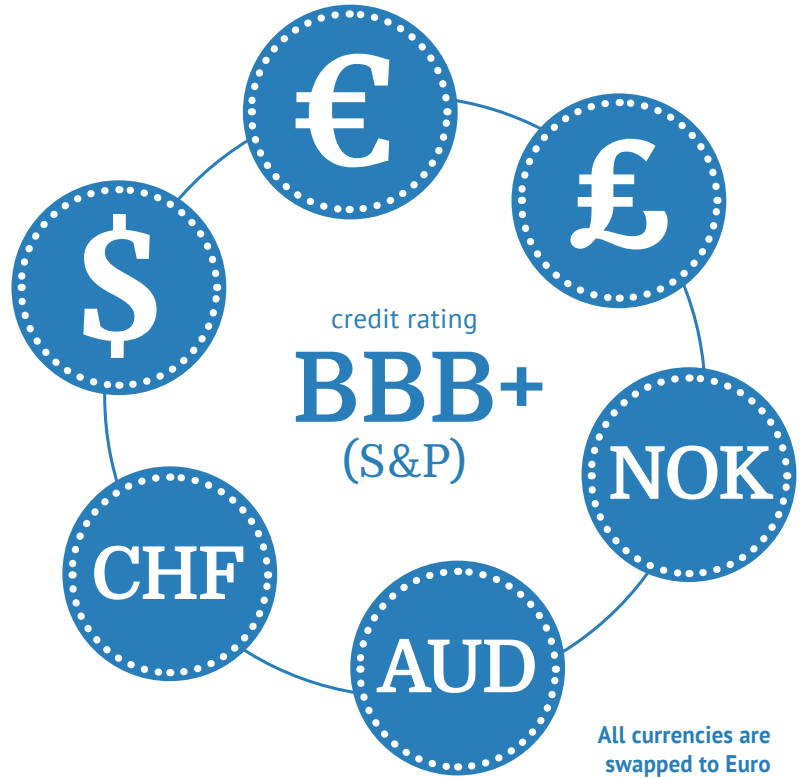 €
£
$
credit rating
BBB+
(S&P)
NOK
CHF
AUD
All currencies are
swapped to Euro